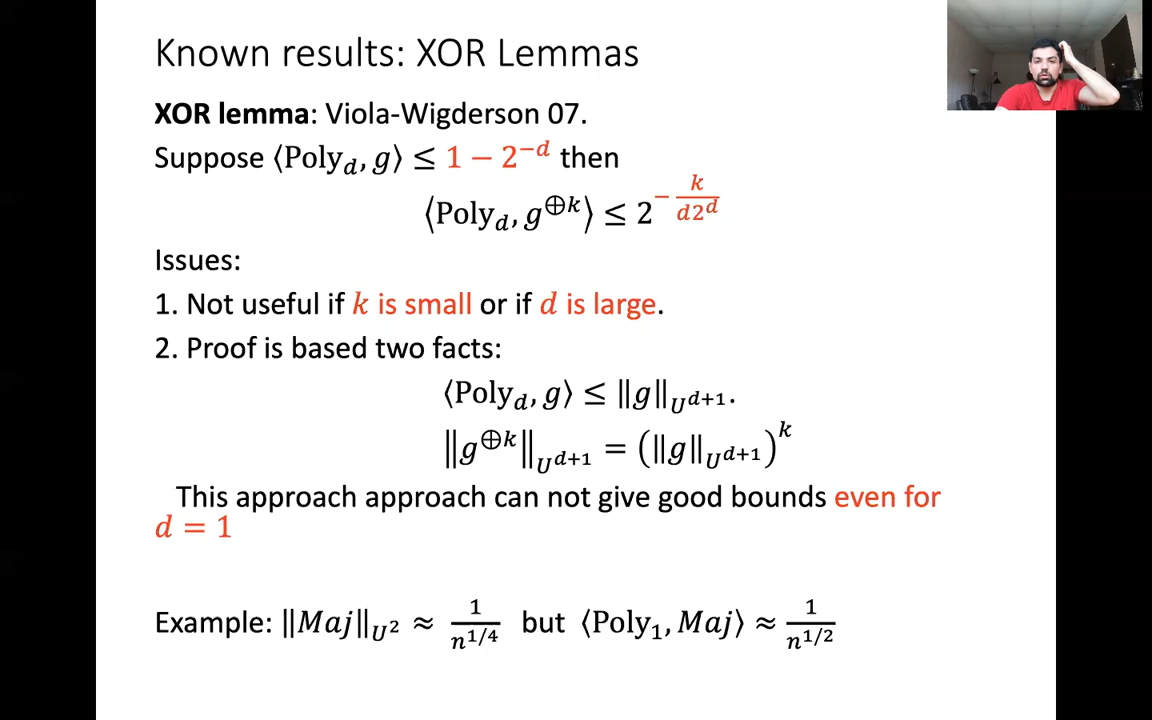 Known results: XOR Lemmas
XOR lemma: Viola-Wigderson 07.
Suppose ⟨Poly_d, g⟩ ≤ 1 − 2^{−d} then
⟨Poly_d, g^{⊕k}⟩ ≤ 2^{−\frac{k}{d2^d}}
Issues:
1. Not useful if k is small or if d is large.
2. Proof is based two facts:
⟨Poly_d, g⟩ ≤ ‖g‖_{U^{d+1}}.
‖g^{⊕k}‖_{U^{d+1}} = (‖g‖_{U^{d+1}})^k
This approach approach can not give good bounds even for
d = 1
Example: ‖Maj‖_{U^2} ≈ \frac{1}{n^{1/4}} but ⟨Poly_1, Maj⟩ ≈ \frac{1}{n^{1/2}}